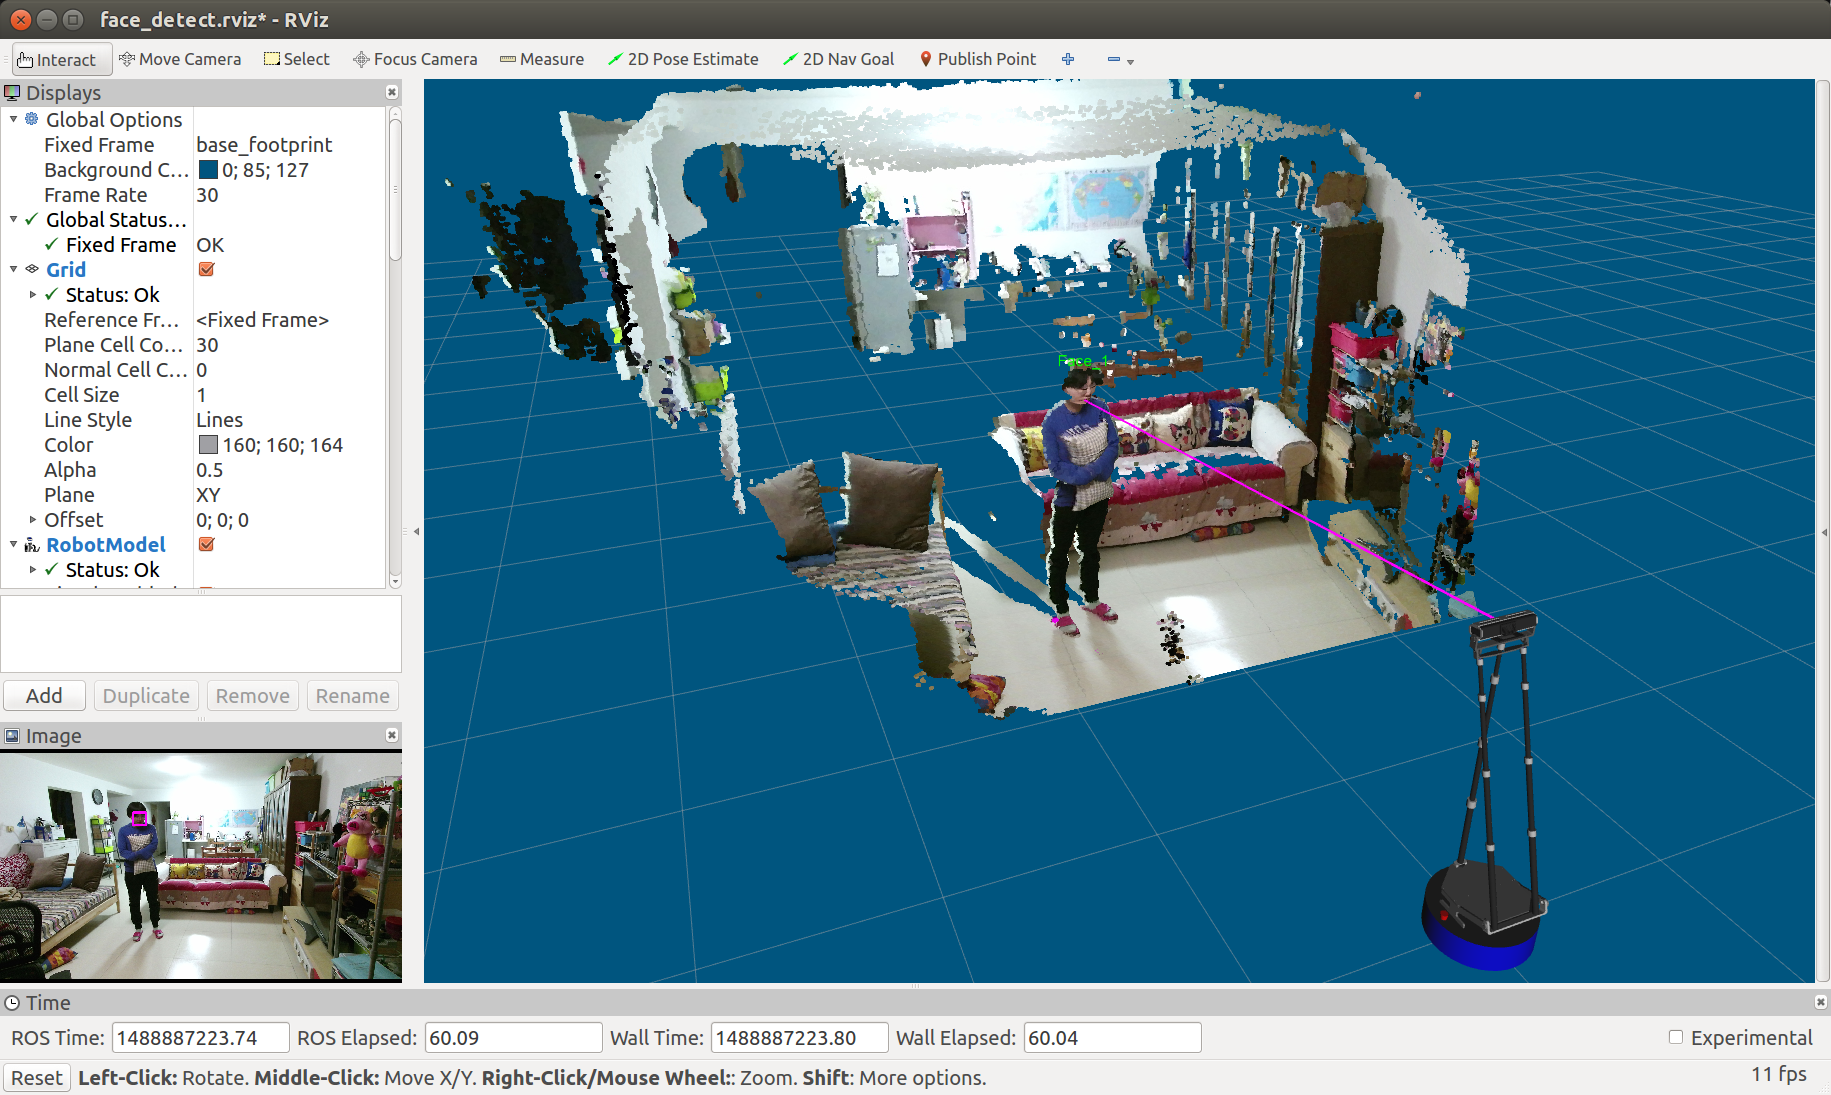 face_detect.rviz* - RViz
Interact Move Camera Select Focus Camera Measure 2D Pose Estimate 2D Nav Goal Publish Point
Displays
Global Options
Fixed Frame base_footprint
Background C... 0; 85; 127
Frame Rate 30
Global Status...
Fixed Frame OK
Grid
Status: Ok
Reference Fr... <Fixed Frame>
Plane Cell Co... 30
Normal Cell C... 0
Cell Size 1
Line Style Lines
Color 160; 160; 164
Alpha 0.5
Plane XY
Offset 0; 0; 0
RobotModel
Status: Ok
Add Duplicate Remove Rename
Image
Face_1
Time
ROS Time: 1488887223.74 ROS Elapsed: 60.09 Wall Time: 1488887223.80 Wall Elapsed: 60.04 Experimental
Reset Left-Click: Rotate. Middle-Click: Move X/Y. Right-Click/Mouse Wheel:: Zoom. Shift: More options. 11 fps